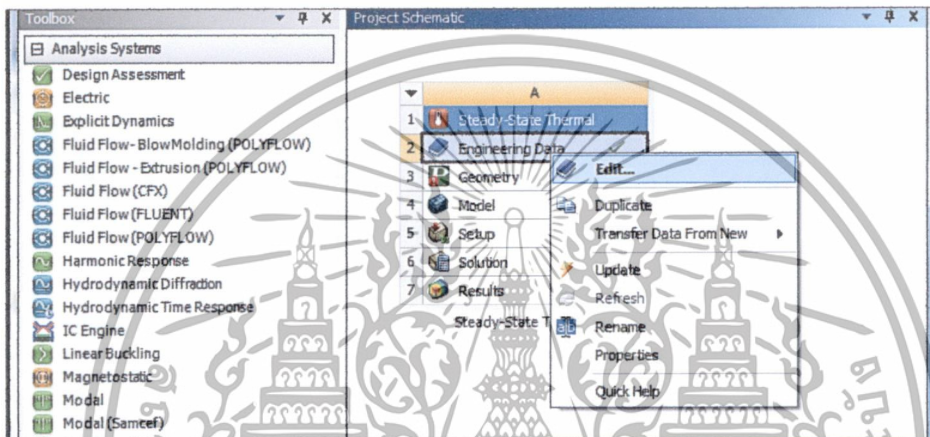 Toolbox
Project Schematic
Analysis Systems
Design Assessment
Electric
Explicit Dynamics
Fluid Flow- BlowMolding (POLYFLOW)
Fluid Flow - Extrusion (POLYFLOW)
Fluid Flow (CFX)
Fluid Flow (FLUENT)
Fluid Flow (POLYFLOW)
Harmonic Response
Hydrodynamic Diffraction
Hydrodynamic Time Response
IC Engine
Linear Buckling
Magnetostatic
Modal
Modal (Samcef)
A
1 Steady-State Thermal
2 Engineering Data
3 Geometry
4 Model
5 Setup
6 Solution
7 Results
Steady-State T
Edit...
Duplicate
Transfer Data From New
Update
Refresh
Rename
Properties
Quick Help